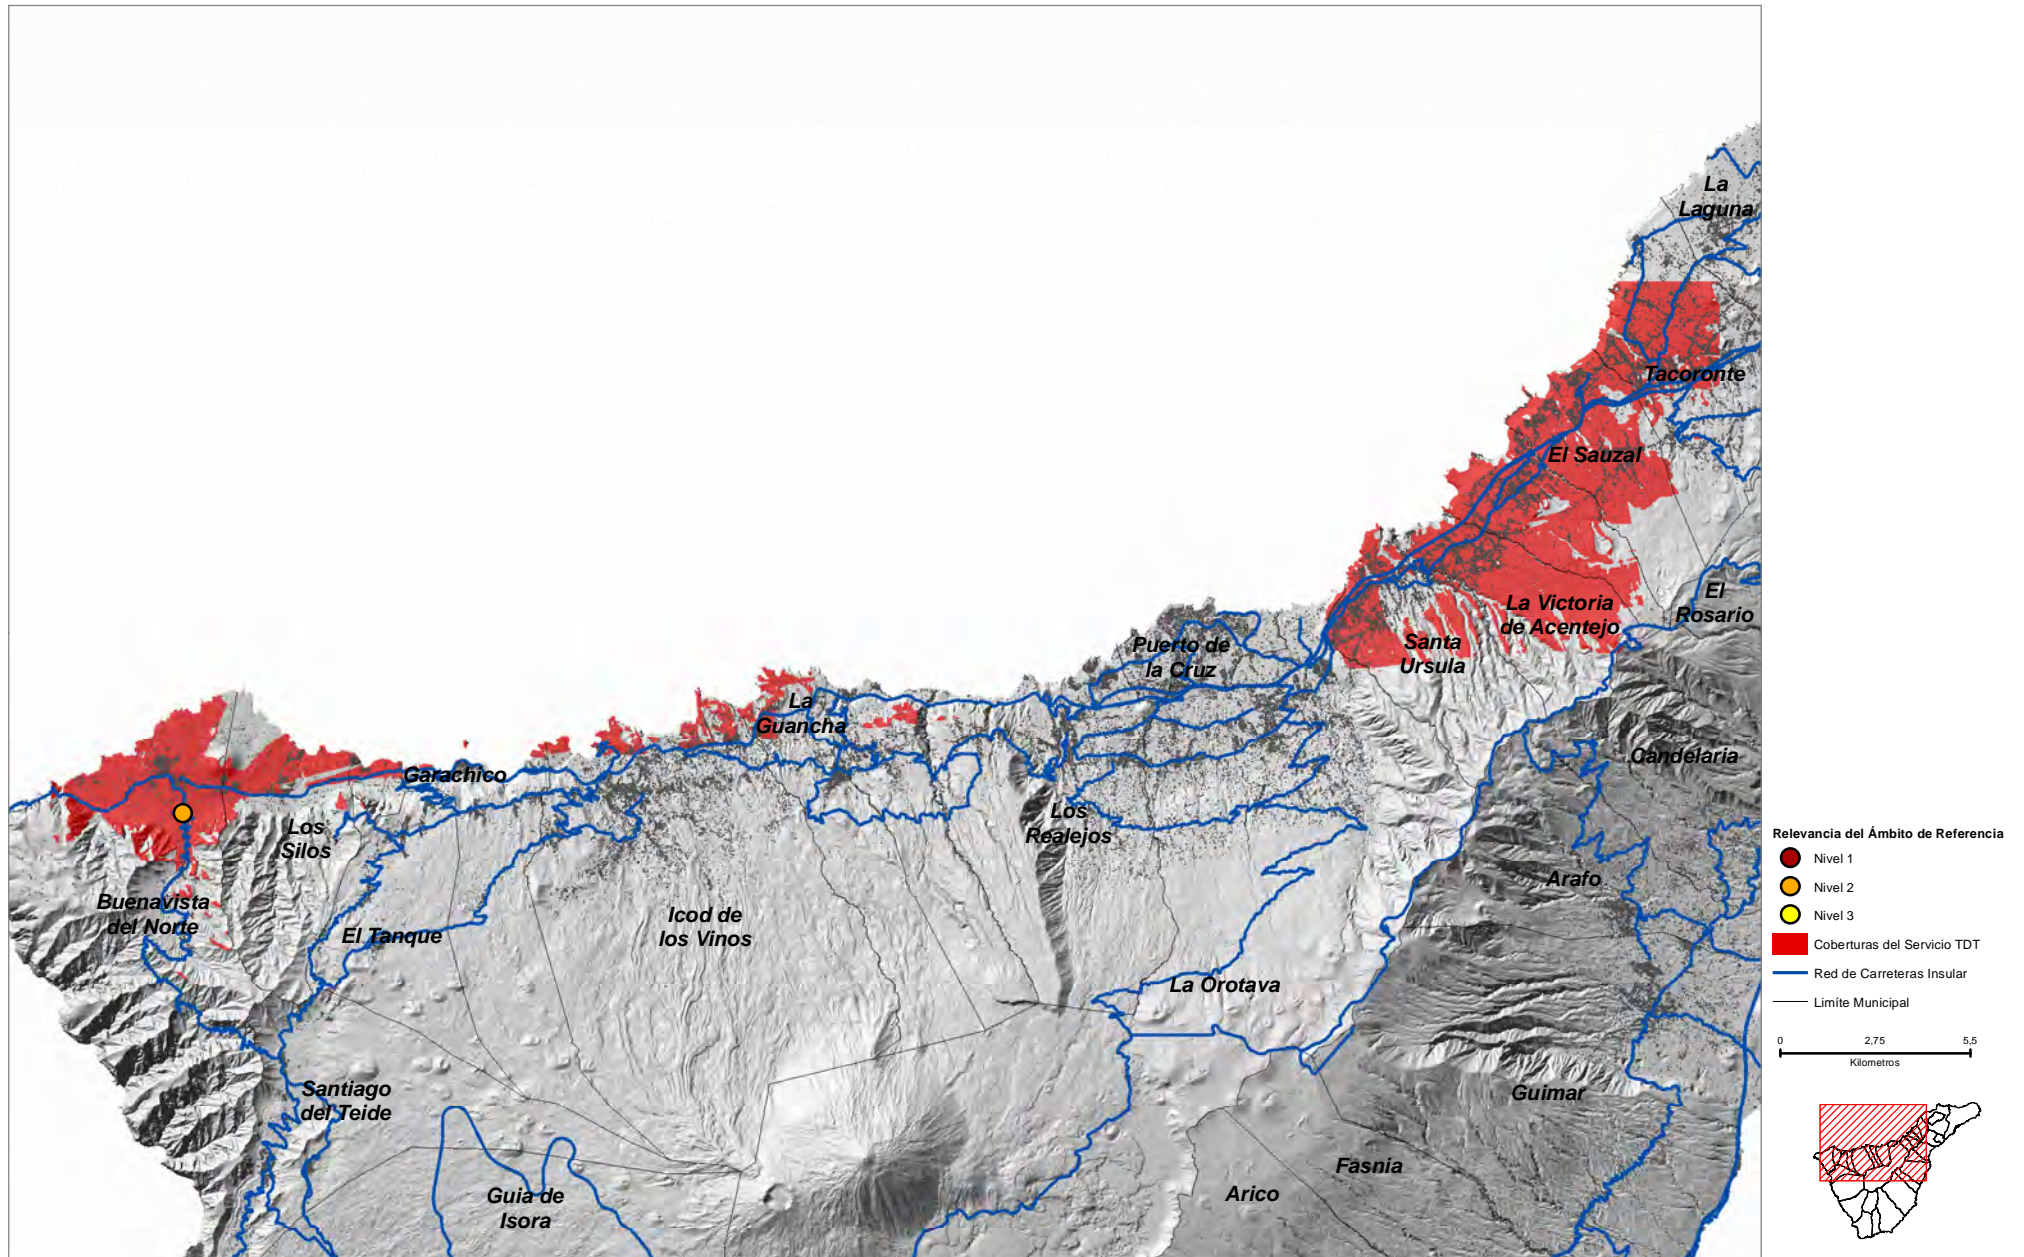 La
Laguna
Tacoronte
El Sauzal
El
Rosario
La Victoria
de Acentejo
Santa
Ursula
Puerto de
la Cruz
La
Guancha
Candelaria
Garachico
Los
Silos
Los
Realejos
Arafo
Buenavista
del Norte
El Tanque
Icod de
los Vinos
La Orotava
Santiago
del Teide
Guimar
Guia de
Isora
Fasnia
Arico
Relevancia del Ámbito de Referencia
Nivel 1
Nivel 2
Nivel 3
Coberturas del Servicio TDT
Red de Carreteras Insular
Limíte Municipal
0 2,75 5,5
Kilometros